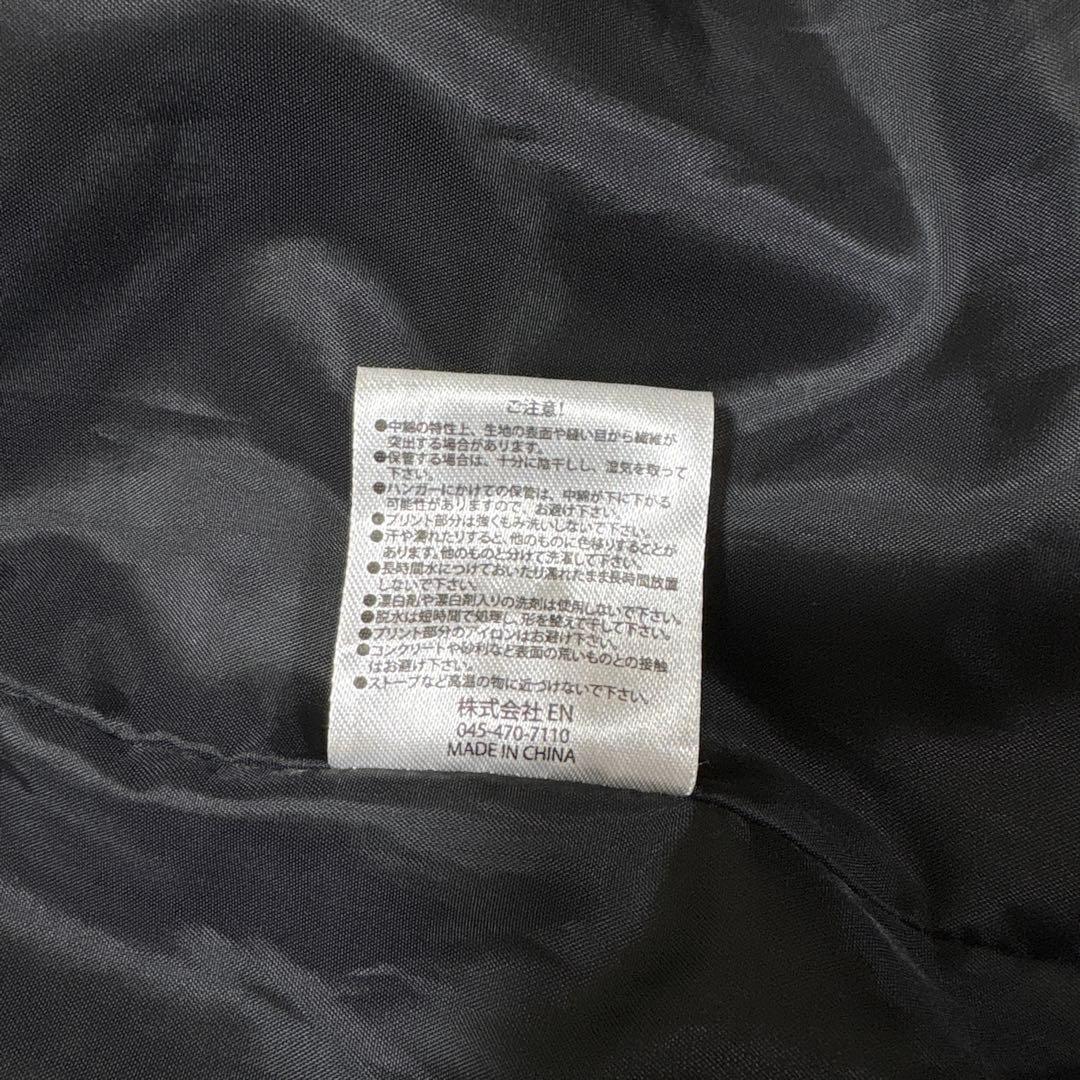 ご注意!
●中綿の特性上、生地の表面や縫い目から繊維が
突出する場合があります。
●保管する場合は、十分に陰干しし、湿気を取って
下さい。
●ハンガーにかけての保管は、中綿が下に下がる
可能性がありますので、お避け下さい。
●プリント部分は強くもみ洗いしないで下さい。
●汗や濡れたりすると、他のものに色移りすることが
あります。他のものと分けて洗濯して下さい。
●長時間水につけておいたり濡れたまま長時間放置
しないで下さい。
●漂白剤や漂白剤入りの洗剤は使用しないで下さい。
●脱水は短時間で処理し、形を整えて干して下さい。
●プリント部分のアイロンはお避け下さい。
●コンクリートや砂利など表面の荒いものとの接触
はお避け下さい。
●ストーブなど高温の物に近づけないで下さい。
株式会社 EN
045-470-7110
MADE IN CHINA